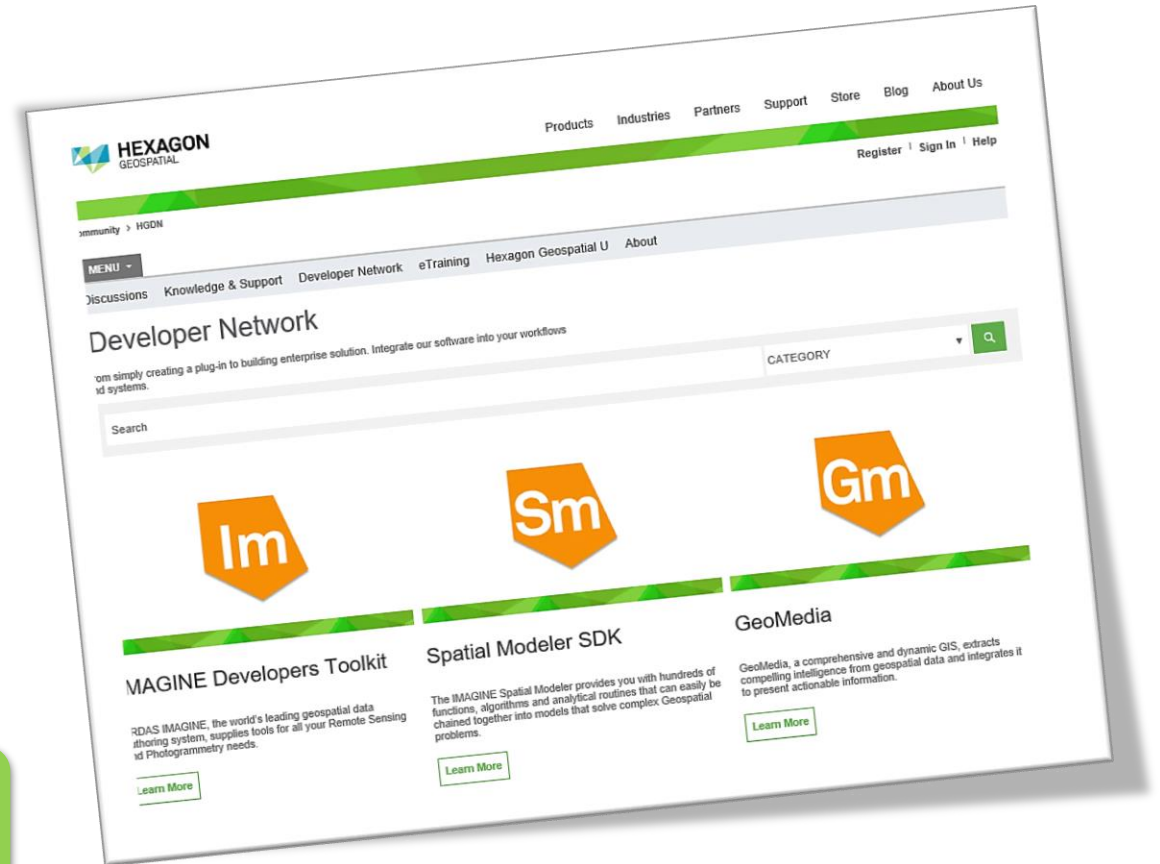 HEXAGON
GEOSPATIAL
Products Industries Partners Support Store Blog About Us
Register | Sign In | Help
ommunity > HGDN
MENU
Discussions Knowledge & Support Developer Network eTraining Hexagon Geospatial U About
Developer Network
om simply creating a plug-in to building enterprise solution. Integrate our software into your workflows
nd systems.
Search
CATEGORY
Im
Sm
Gm
MAGINE Developers Toolkit
RDAS IMAGINE, the world's leading geospatial data
thoring system, supplies tools for all your Remote Sensing
nd Photogrammetry needs.
Learn More
Spatial Modeler SDK
The IMAGINE Spatial Modeler provides you with hundreds of
functions, algorithms and analytical routines that can easily be
chained together into models that solve complex Geospatial
problems.
Learn More
GeoMedia
GeoMedia, a comprehensive and dynamic GIS, extracts
compelling intelligence from geospatial data and integrates it
to present actionable information.
Learn More